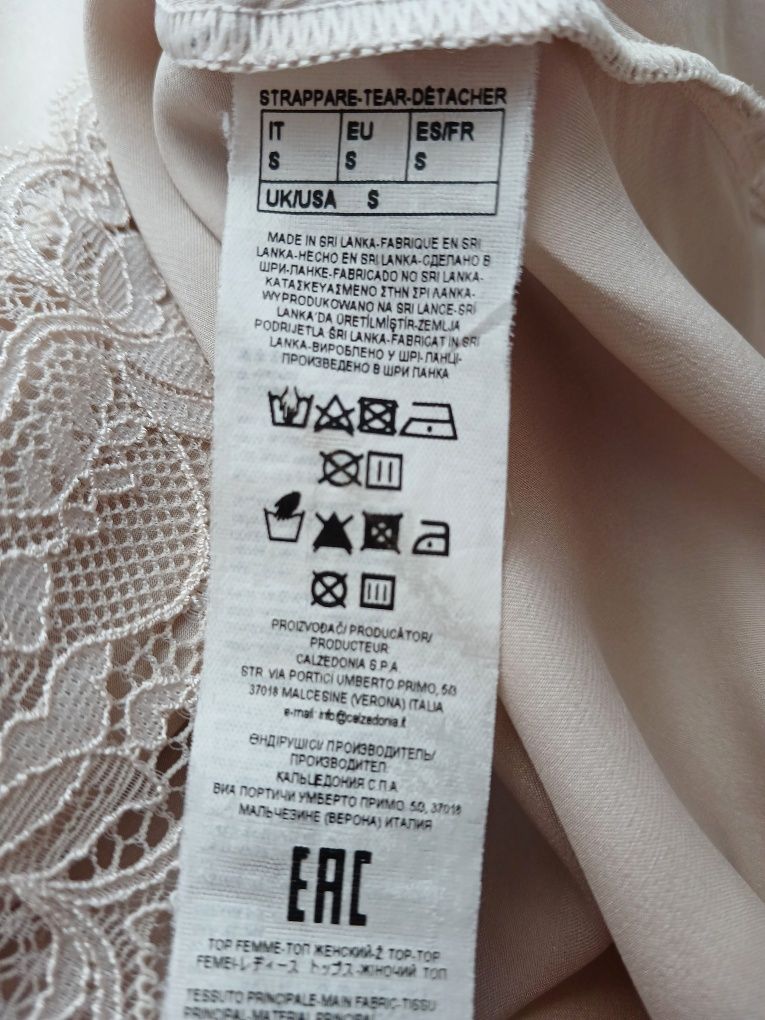 STRAPPARE-TEAR-DÉTACHER
IT EU ES/FR
S S S
UK/USA S
MADE IN SRI LANKA-FABRIQUE EN SRI
LANKA-HECHO EN SRI LANKA-СДЕЛАНО В
ШРИ-ЛАНКЕ-FABRICADO NO SRI LANKA-
ΚΑΤΑΣΚΕΥΑΣΜΕΝΟ ΣΤΗΝ ΣΡΙ ΛΑΝΚΑ-
WYPRODUKOWANO NA SRI LANCE-SRI
LANKA'DA ÜRETİLMİŞTİR-ZEMLJA
PODRIJETLA ŠRI LANKA-FABRICAT IN SRI
LANKA-ВИРОБЛЕНО У ШРІ-ЛАНЦІ-
ПРОИЗВЕДЕНО В ШРИ ЛАНКА
PROIZVOĐAČ/ PRODUCĂTOR/
PRODUCTEUR:
CALZEDONIA S.P.A.
STR. VIA PORTICI UMBERTO PRIMO, 5/3
37018 MALCESINE (VERONA) ITALIA
e-mail: info@calzedonia.it
ӨНДІРУШІСІ/ ПРОИЗВОДИТЕЛЬ/
ПРОИЗВОДИТЕЛ:
КАЛЬЦЕДОНИЯ С.П.А.
ВИА ПОРТИЧИ УМБЕРТО ПРИМО, 5/3, 37018
МАЛЬЧЕЗИНЕ (ВЕРОНА) ИТАЛИЯ
EAC
TOP FEMME-ТОП ЖЕНСКИЙ-Ž TOP-TOP
FEMEI-レディース トップス-ЖІНОЧИЙ ТОП
TESSUTO PRINCIPALE-MAIN FABRIC-TISSU
PRINCIPAL-MATERIAL PRINCIPAL